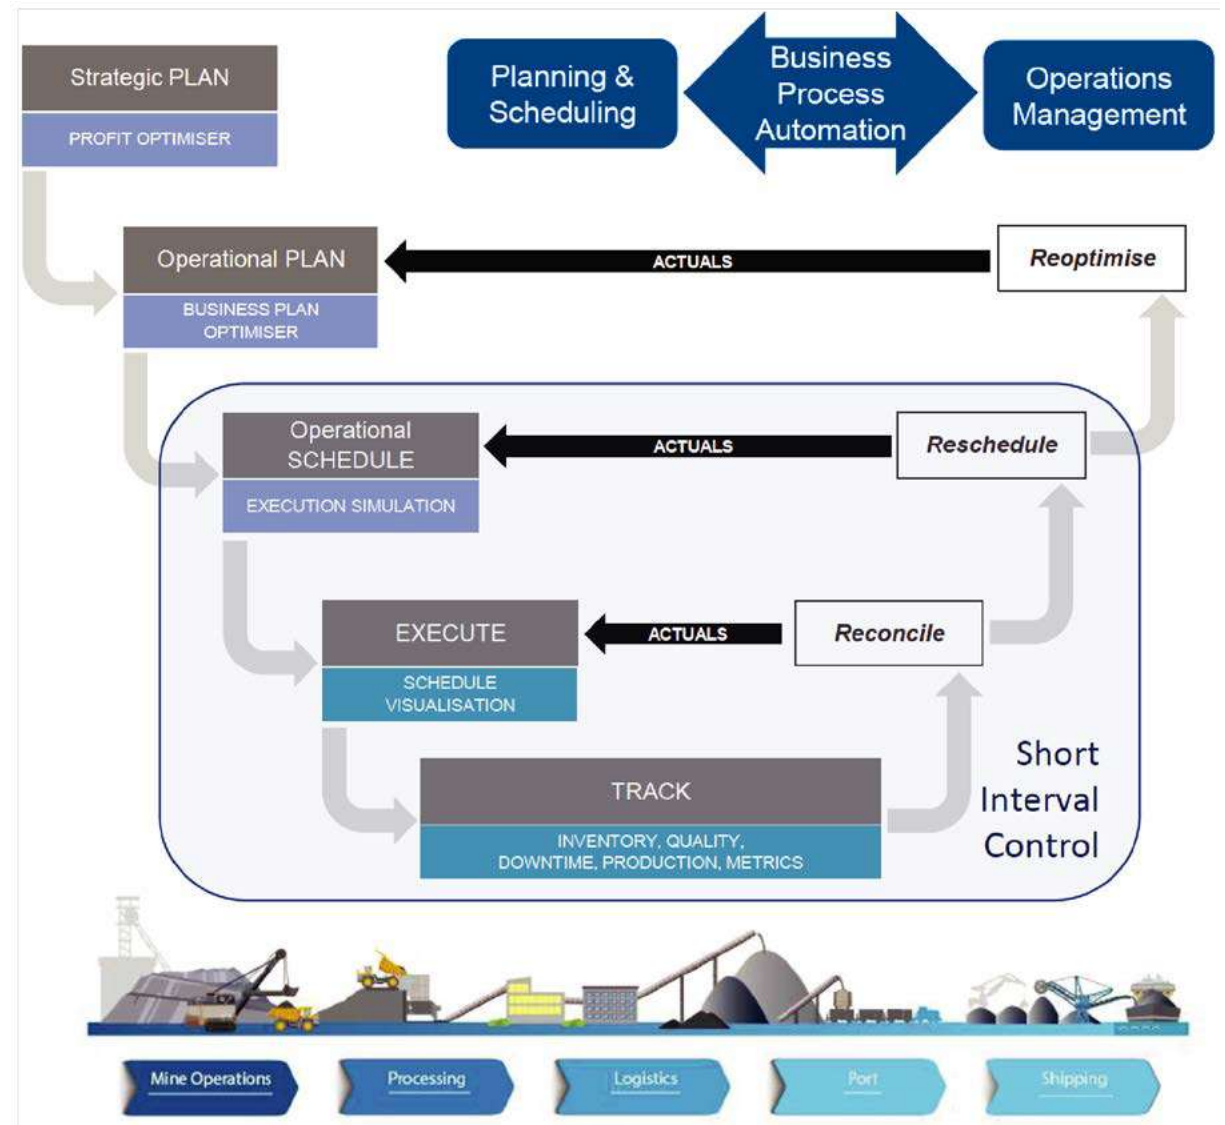 Strategic PLAN
PROFIT OPTIMISER
Planning &
Scheduling
Business
Process
Automation
Operations
Management
Operational PLAN
BUSINESS PLAN
OPTIMISER
ACTUALS
Reoptimise
Operational
SCHEDULE
EXECUTION SIMULATION
ACTUALS
Reschedule
EXECUTE
SCHEDULE
VISUALISATION
ACTUALS
Reconcile
TRACK
INVENTORY, QUALITY,
DOWNTIME, PRODUCTION, METRICS
Short
Interval
Control
Mine Operations
Processing
Logistics
Port
Shipping